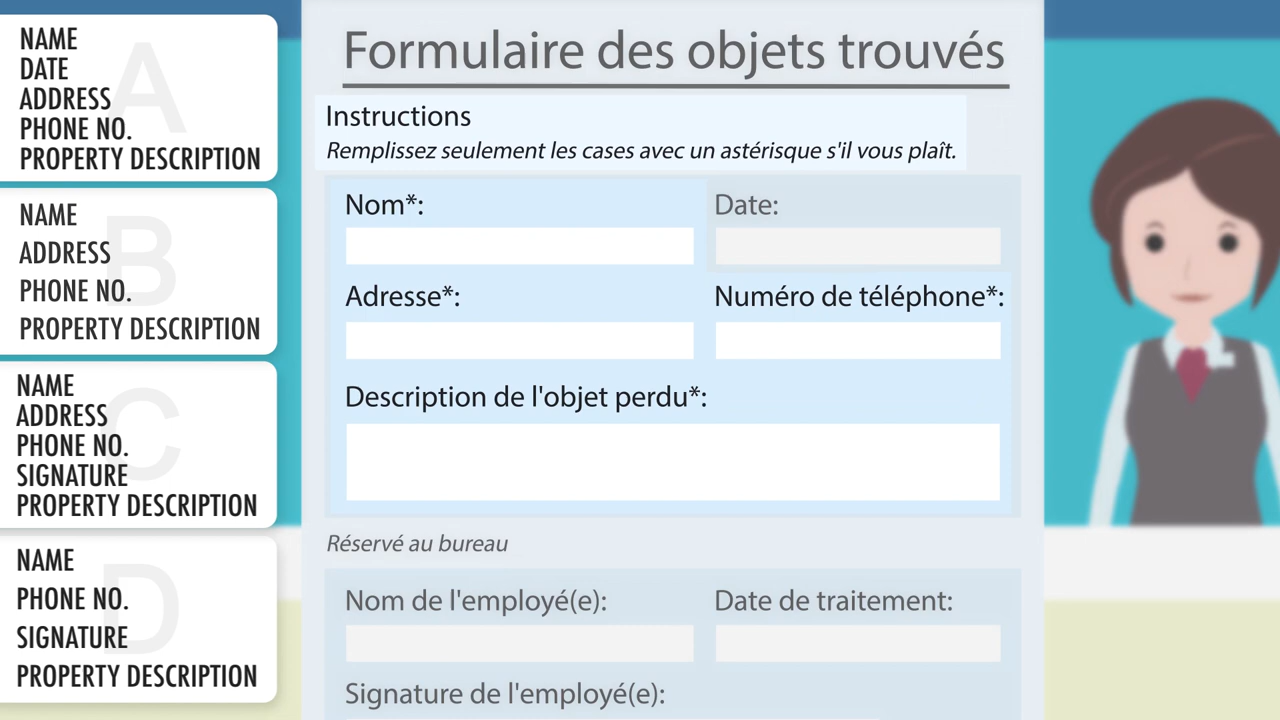 A
NAME
DATE
ADDRESS
PHONE NO.
PROPERTY DESCRIPTION
B
NAME
ADDRESS
PHONE NO.
PROPERTY DESCRIPTION
C
NAME
ADDRESS
PHONE NO.
SIGNATURE
PROPERTY DESCRIPTION
D
NAME
PHONE NO.
SIGNATURE
PROPERTY DESCRIPTION
Formulaire des objets trouvés
Instructions
Remplissez seulement les cases avec un astérisque s'il vous plaît.
Nom*:
Date:
Adresse*:
Numéro de téléphone*:
Description de l'objet perdu*:
Réservé au bureau
Nom de l'employé(e):
Date de traitement:
Signature de l'employé(e):